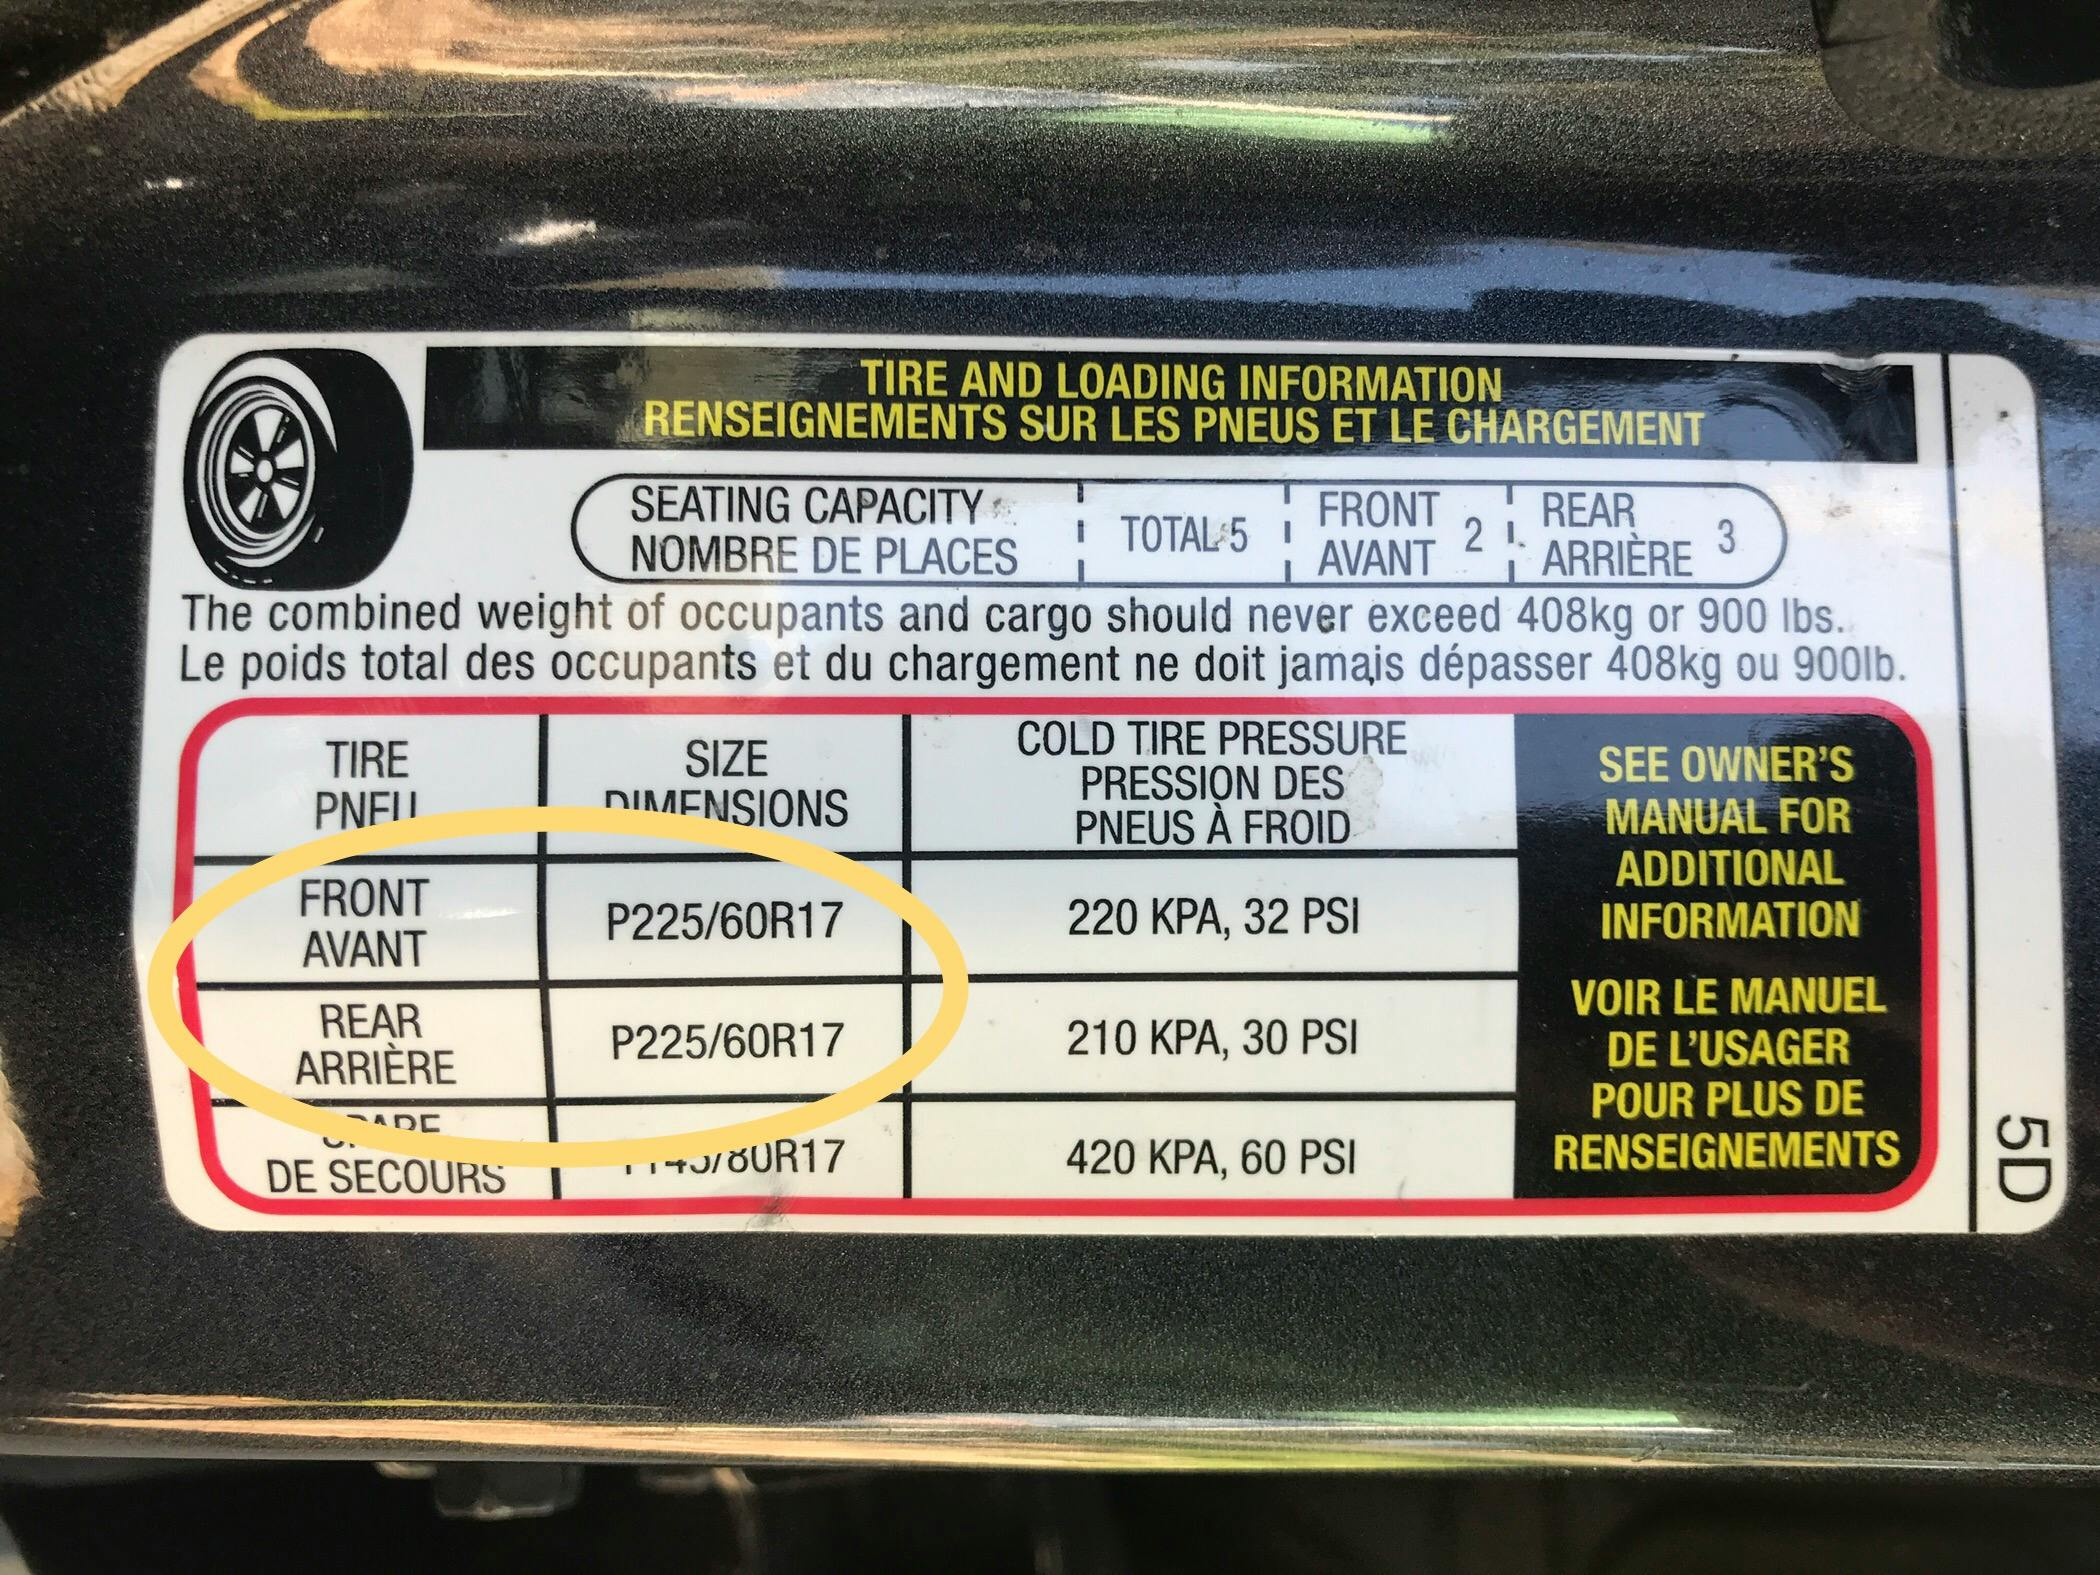 TIRE AND LOADING INFORMATION
RENSEIGNEMENTS SUR LES PNEUS ET LE CHARGEMENT
SEATING CAPACITY
NOMBRE DE PLACES
TOTAL 5
FRONT
AVANT
2
REAR
ARRIÈRE
3
The combined weight of occupants and cargo should never exceed 408kg or 900 lbs.
Le poids total des occupants et du chargement ne doit jamais dépasser 408kg ou 900lb.
TIRE
PNEU
SIZE
DIMENSIONS
COLD TIRE PRESSURE
PRESSION DES
PNEUS À FROID
FRONT
AVANT
P225/60R17
220 KPA, 32 PSI
REAR
ARRIÈRE
P225/60R17
210 KPA, 30 PSI
SPARE
DE SECOURS
420 KPA, 60 PSI
SEE OWNER'S
MANUAL FOR
ADDITIONAL
INFORMATION
VOIR LE MANUEL
DE L'USAGER
POUR PLUS DE
RENSEIGNEMENTS
5D